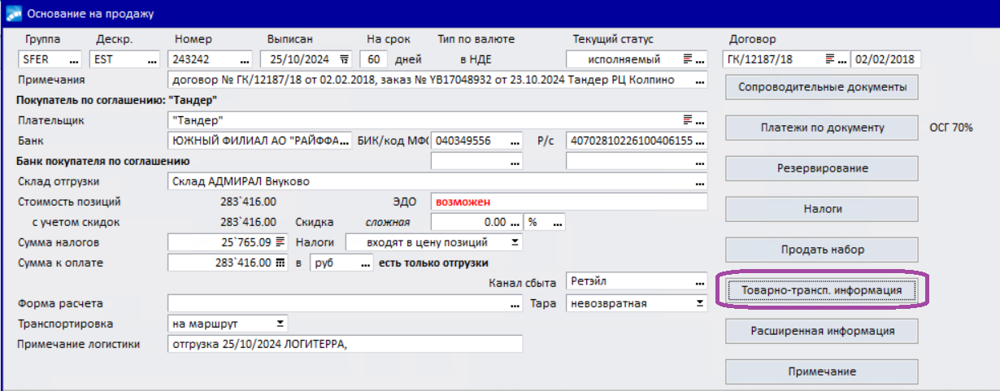 Основание на продажу
Группа Дескр. Номер Выписан На срок Тип по валюте Текущий статус Договор
SFER ... EST ... 243242 ... 25/10/2024 60 дней в НДЕ исполняемый ... ГК/12187/18 ... 02/02/2018
Примечания договор № ГК/12187/18 от 02.02.2018, заказ № YB17048932 от 23.10.2024 Тандер РЦ Колпино ... Сопроводительные документы
Покупатель по соглашению: "Тандер"
Плательщик "Тандер" ... Платежи по документу ОСГ 70%
Банк ЮЖНЫЙ ФИЛИАЛ АО "РАЙФФА... БИК/код МФО 040349556 ... Р/с 40702810226100406155 ...
Банк покупателя по соглашению ... ... Резервирование
Склад отгрузки Склад АДМИРАЛ Внуково ...
Стоимость позиций 283`416.00 ЭДО возможен Налоги
с учетом скидок 283`416.00 Скидка сложная 0.00 ... % ...
Сумма налогов 25`765.09 Налоги входят в цену позиций Продать набор
Сумма к оплате 283`416.00 в руб ... есть только отгрузки
Канал сбыта Ретэйл ... Товарно-трансп. информация
Форма расчета ... Тара невозвратная
Транспортировка на маршрут Расширенная информация
Примечание логистики отгрузка 25/10/2024 ЛОГИТЕРРА,
Примечание